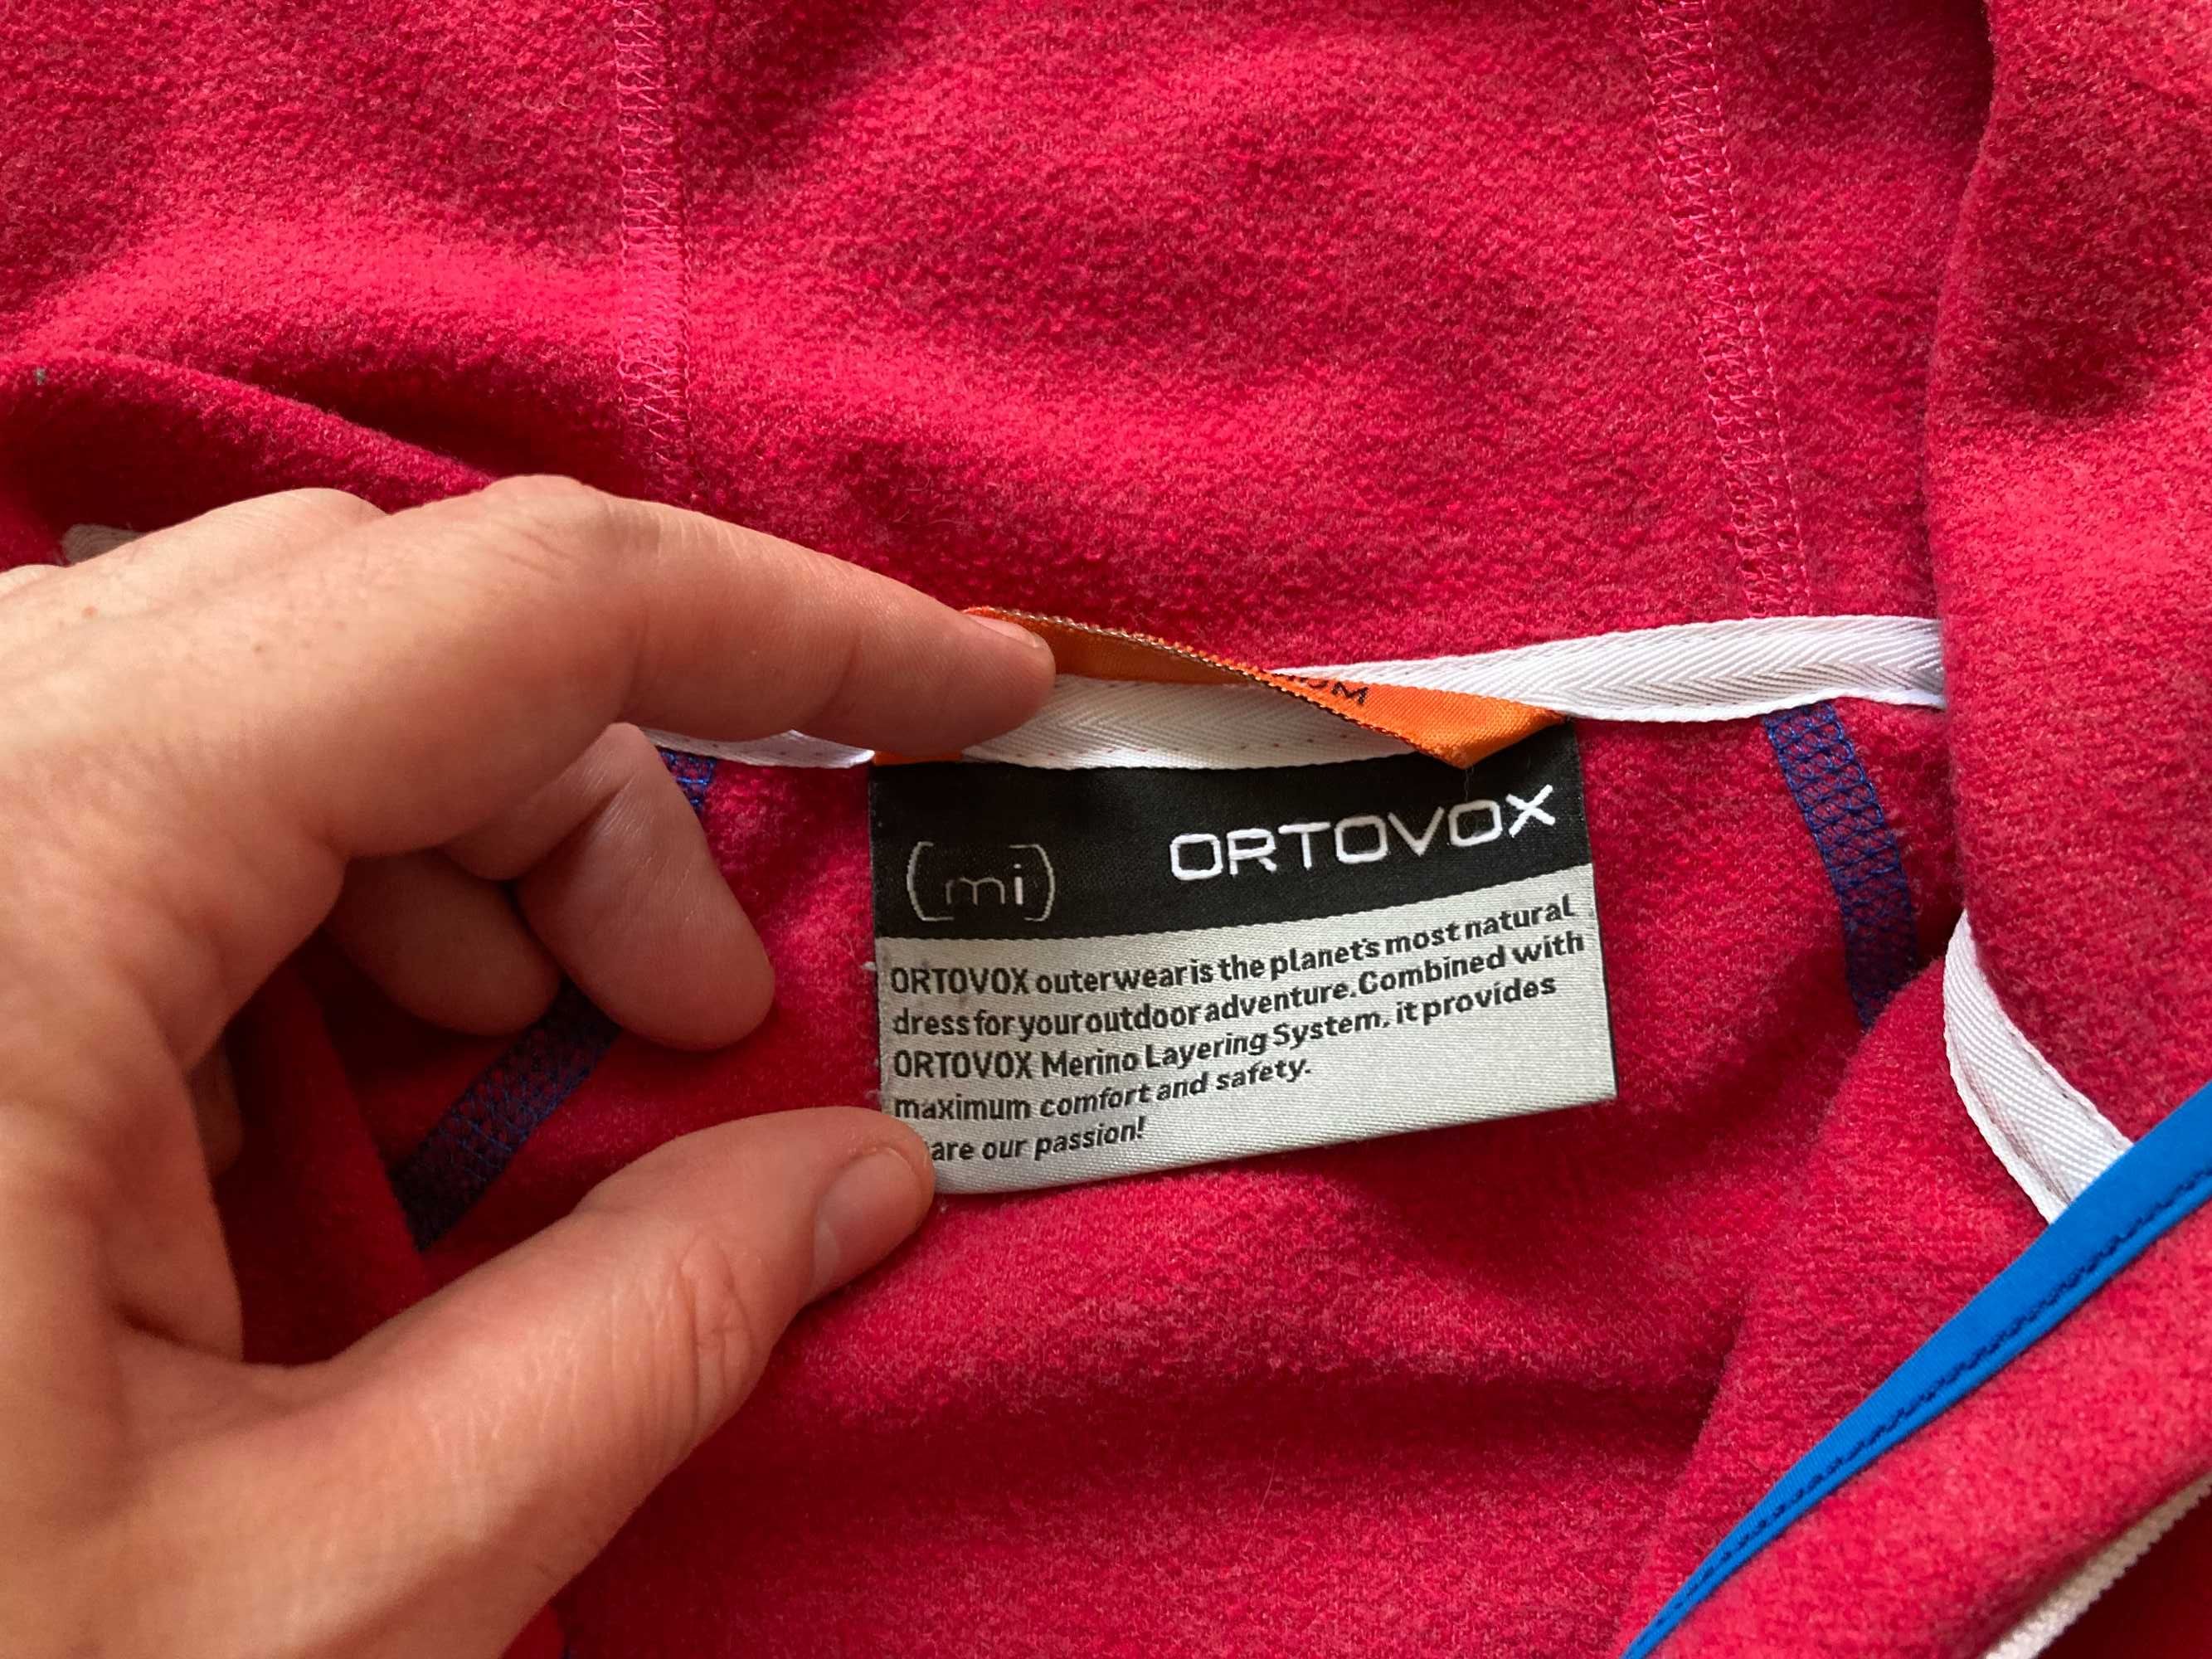 (mi) ORTOVOX
ORTOVOX outerwear is the planet's most natural
dress for your outdoor adventure. Combined with
ORTOVOX Merino Layering System, it provides
maximum comfort and safety.
are our passion!